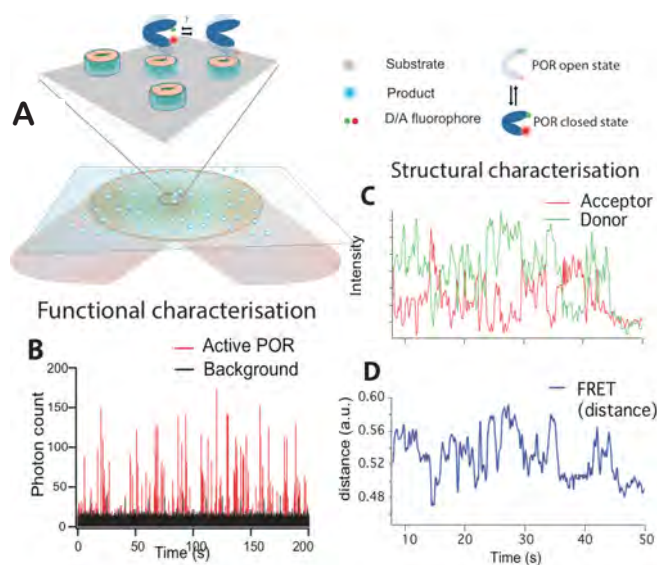 ?
A
Substrate
Product
D/A fluorophore
POR open state
POR closed state
Structural characterisation
C
Acceptor
Donor
Intensity
Functional characterisation
B
Active POR
Background
200
150
100
50
0
Photon count
0
50
100
150
200
Time (s)
D
FRET
(distance)
0.60
0.56
0.52
0.48
distance (a.u.)
10
20
30
40
50
Time (s)